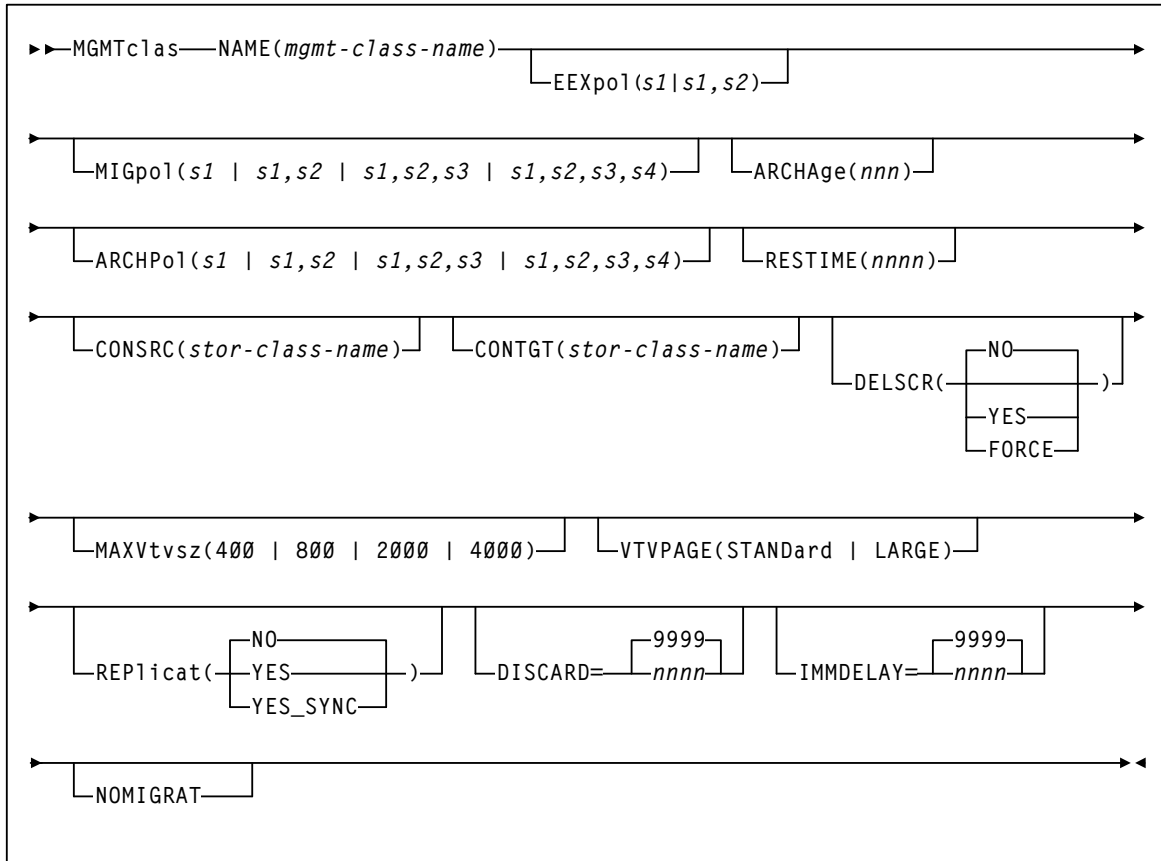 MGMTclas NAME(mgmt-class-name)
EEXpol(s1|s1,s2)
MIGpol(s1 | s1,s2 | s1,s2,s3 | s1,s2,s3,s4) ARCHAge(nnn)
ARCHPol(s1 | s1,s2 | s1,s2,s3 | s1,s2,s3,s4) RESTIME(nnnn)
CONSRC(stor-class-name) CONTGT(stor-class-name) NO
DELSCR( )
YES
FORCE
MAXVtvsz(400 | 800 | 2000 | 4000) VTVPAGE(STANDard | LARGE)
NO 9999 9999
REPlicat( YES ) DISCARD= nnnn IMMDELAY= nnnn
YES_SYNC
NOMIGRAT